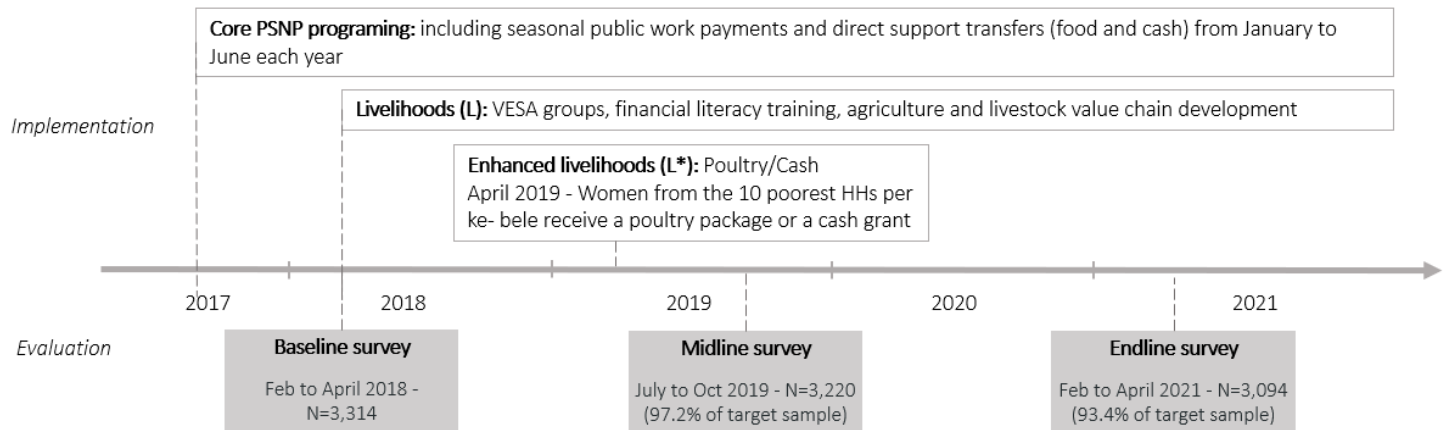 Core PSNP programing: including seasonal public work payments and direct support transfers (food and cash) from January to
June each year
Implementation
Livelihoods (L): VESA groups, financial literacy training, agriculture and livestock value chain development
Enhanced livelihoods (L*): Poultry/Cash
April 2019 - Women from the 10 poorest HHs per
ke- bele receive a poultry package or a cash grant
2017
2018
2019
2020
2021
Evaluation
Baseline survey
Feb to April 2018 -
N=3,314
Midline survey
July to Oct 2019 - N=3,220
(97.2% of target sample)
Endline survey
Feb to April 2021 - N=3,094
(93.4% of target sample)